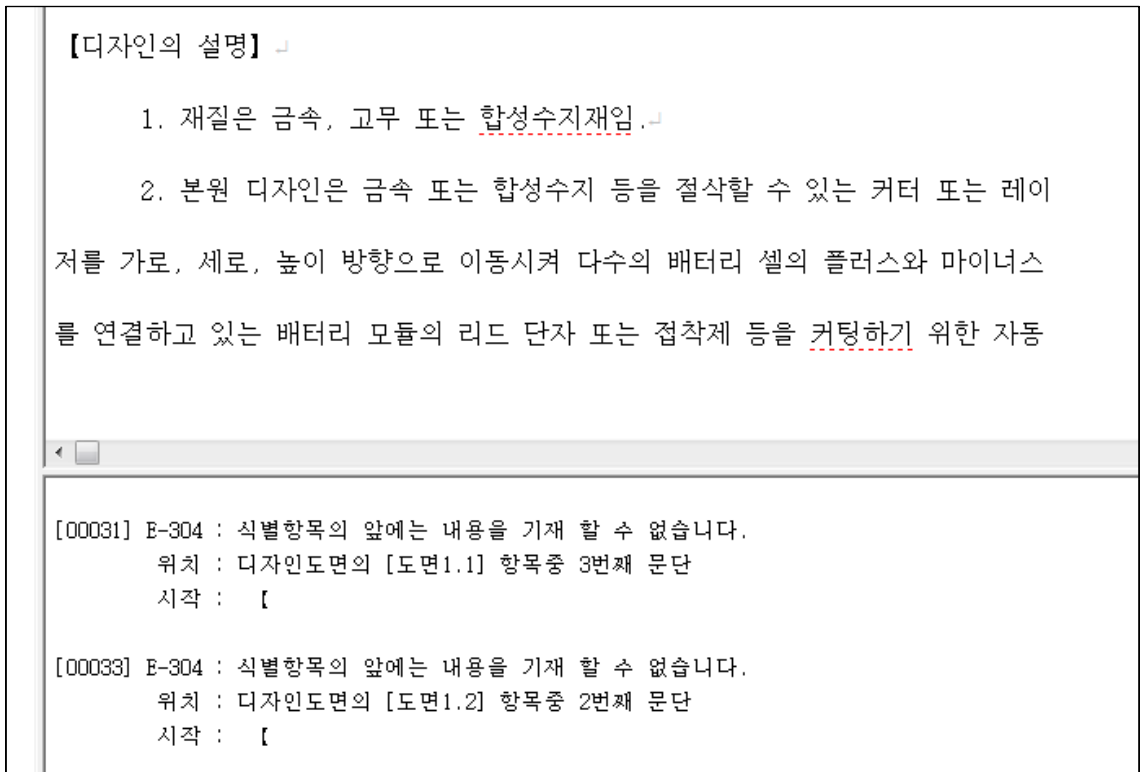 【디자인의 설명】
1. 재질은 금속, 고무 또는 합성수지재임.
2. 본원 디자인은 금속 또는 합성수지 등을 절삭할 수 있는 커터 또는 레이
저를 가로, 세로, 높이 방향으로 이동시켜 다수의 배터리 셀의 플러스와 마이너스
를 연결하고 있는 배터리 모듈의 리드 단자 또는 접착제 등을 커팅하기 위한 자동
[00031] E-304 : 식별항목의 앞에는 내용을 기재 할 수 없습니다.
위치 : 디자인도면의 [도면1.1] 항목중 3번째 문단
시작 : 【
[00033] E-304 : 식별항목의 앞에는 내용을 기재 할 수 없습니다.
위치 : 디자인도면의 [도면1.2] 항목중 2번째 문단
시작 : 【